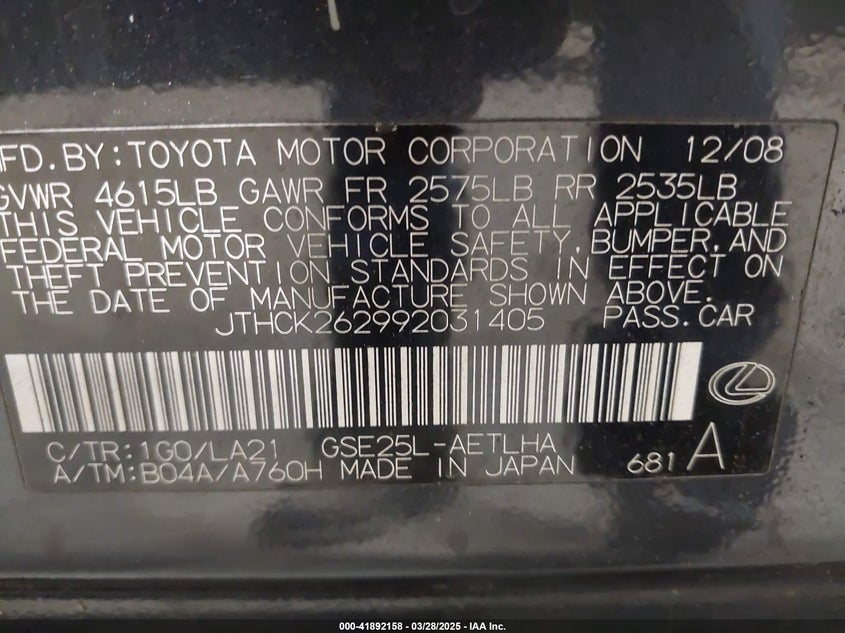 MFD.BY:TOYOTA MOTOR CORPORATION 12/08
GVWR 4615LB GAWR FR 2575LB RR 2535LB
THIS VEHICLE CONFORMS TO ALL APPLICABLE
FEDERAL MOTOR VEHICLE SAFETY, BUMPER, AND
THEFT PREVENTION STANDARDS IN EFFECT ON
THE DATE OF MANUFACTURE SHOWN ABOVE.
JTHCK262992031405 PASS.CAR
C/TR:1G0/LA21 GSE25L-AETLHA
A/TM:B04A/A760H MADE IN JAPAN 681 A
000-41892158 - 03/28/2025 - IAA Inc.